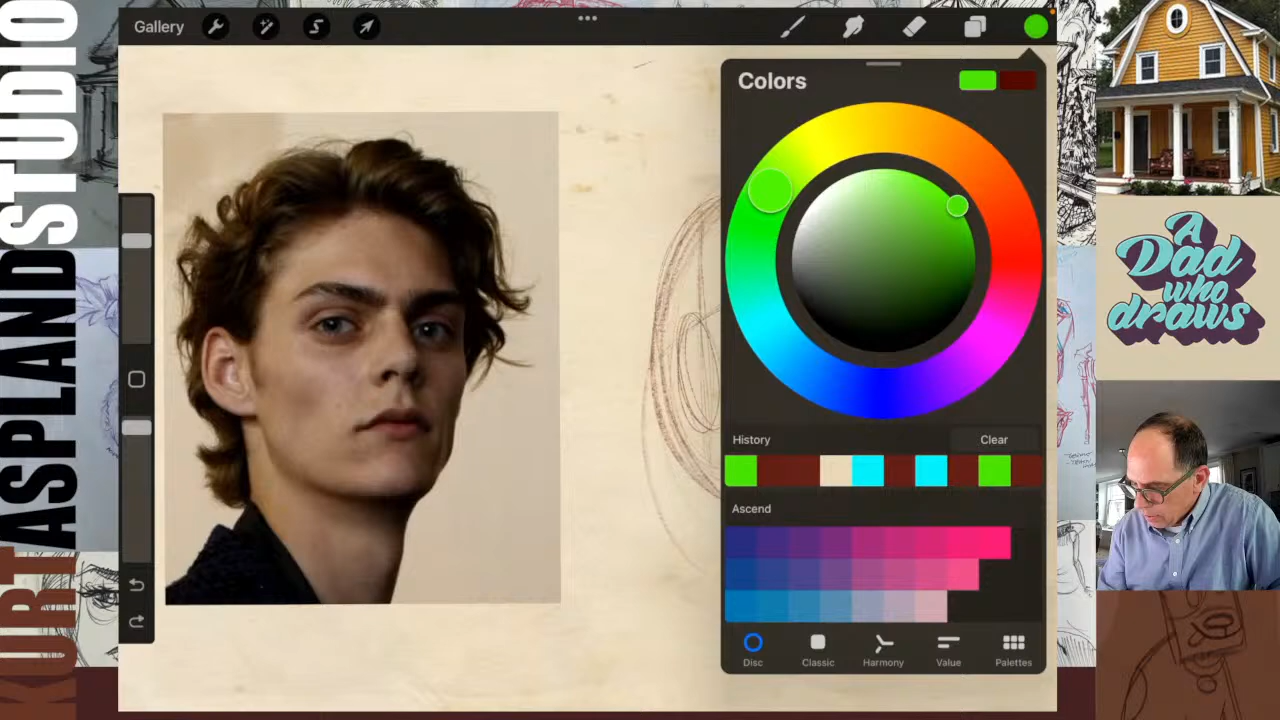 KURT ASPLAND STUDIO
Gallery
Colors
History
Clear
Ascend
Disc
Classic
Harmony
Value
Palettes
A
Dad
who
draws